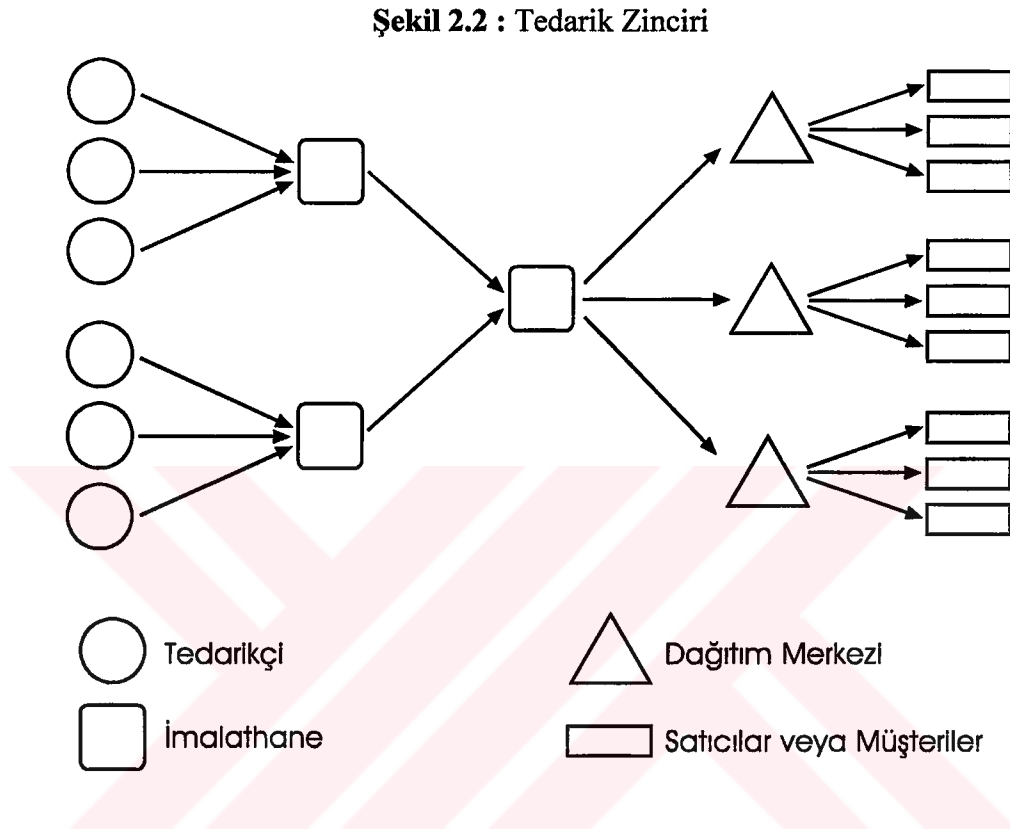 Şekil 2.2 : Tedarik Zinciri
Tedarikçi
Dağıtım Merkezi
İmalathane
Satıcılar veya Müşteriler